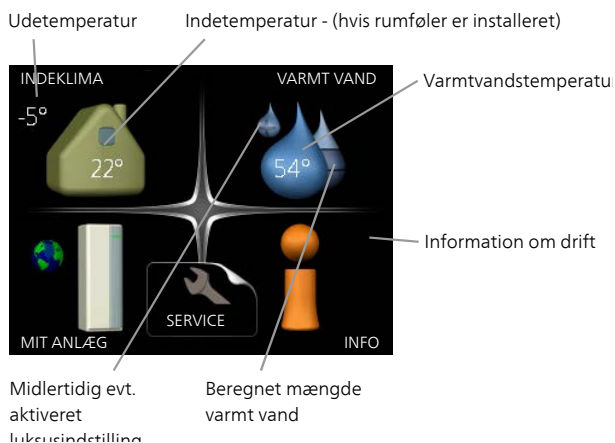 Udetemperatur
Indetemperatur - (hvis rumføler er installeret)
INDEKLIMA
VARMT VAND
Varmtvandstemperatur
-5°
22°
54°
Information om drift
SERVICE
MIT ANLÆG
INFO
Midlertidig evt.
aktiveret
luksusindstilling
Beregnet mængde
varmt vand